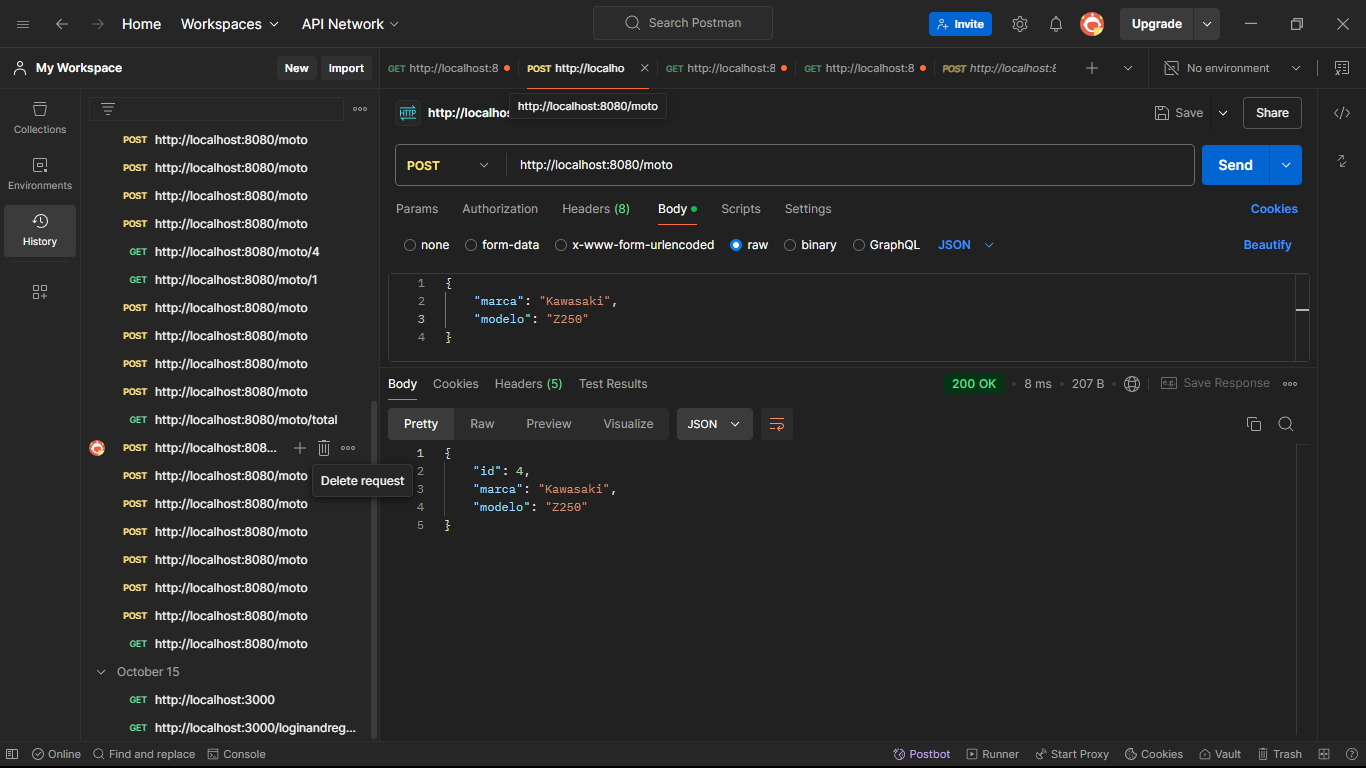 Home Workspaces API Network Search Postman Invite Upgrade
My Workspace New Import
GET http://localhost:8 POST http://localho GET http://localhost:8 GET http://localhost:8 POST http://localhost:8 No environment
Collections
Environments
History
POST http://localhost:8080/moto
POST http://localhost:8080/moto
POST http://localhost:8080/moto
POST http://localhost:8080/moto
GET http://localhost:8080/moto/4
GET http://localhost:8080/moto/1
POST http://localhost:8080/moto
POST http://localhost:8080/moto
POST http://localhost:8080/moto
POST http://localhost:8080/moto
GET http://localhost:8080/moto/total
POST http://localhost:808...
POST http://localhost:8080/moto
Delete request
POST http://localhost:8080/moto
POST http://localhost:8080/moto
POST http://localhost:8080/moto
POST http://localhost:8080/moto
POST http://localhost:8080/moto
GET http://localhost:8080/moto
October 15
GET http://localhost:3000
GET http://localhost:3000/loginandreg...
HTTP http://localhos http://localhost:8080/moto Save Share
POST http://localhost:8080/moto Send
Params Authorization Headers (8) Body Scripts Settings Cookies
none form-data x-www-form-urlencoded raw binary GraphQL JSON Beautify
1 {
2 "marca": "Kawasaki",
3 "modelo": "Z250"
4 }
Body Cookies Headers (5) Test Results 200 OK 8 ms 207 B e.g. Save Response
Pretty Raw Preview Visualize JSON
1 {
2 "id": 4,
3 "marca": "Kawasaki",
4 "modelo": "Z250"
5 }
Online Find and replace Console Postbot Runner Start Proxy Cookies Vault Trash